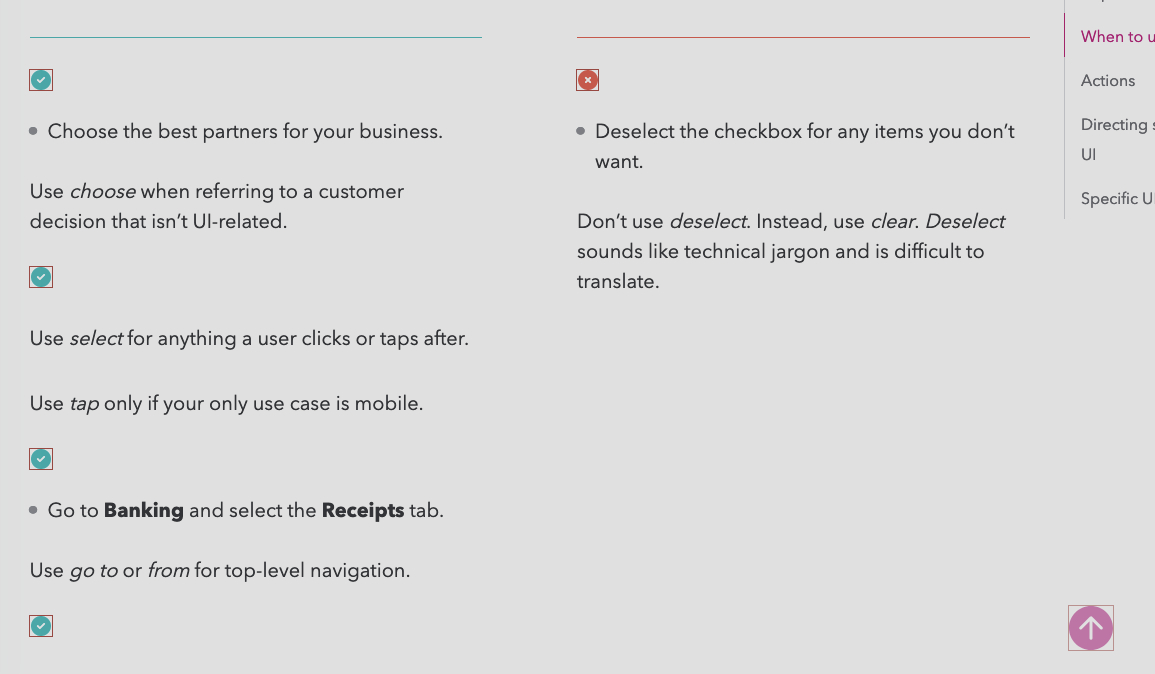 Choose the best partners for your business.
Use choose when referring to a customer
decision that isn't UI-related.
Use select for anything a user clicks or taps after.
Use tap only if your only use case is mobile.
Go to Banking and select the Receipts tab.
Use go to or from for top-level navigation.
Deselect the checkbox for any items you don't
want.
Don't use deselect. Instead, use clear. Deselect
sounds like technical jargon and is difficult to
translate.
When to u
Actions
Directing s
UI
Specific U